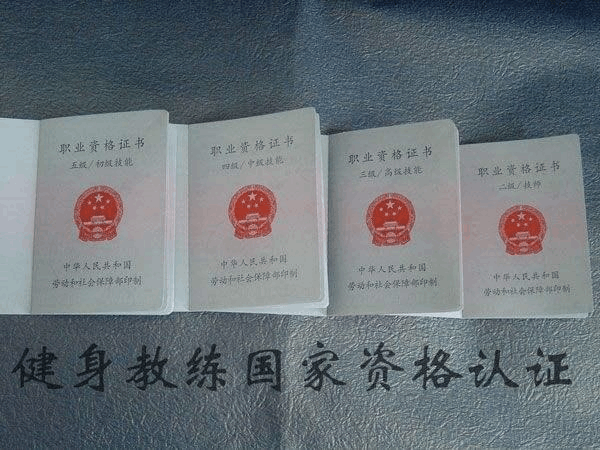 职业资格证书
五级/初级技能
中华人民共和国
劳动和社会保障部印制
职业资格证书
四级/中级技能
中华人民共和国
劳动和社会保障部印制
职业资格证书
三级/高级技能
中华人民共和国
劳动和社会保障部印制
职业资格证书
二级/技师
中华人民共和国
劳动和社会保障部印制
健身教练国家资格认证